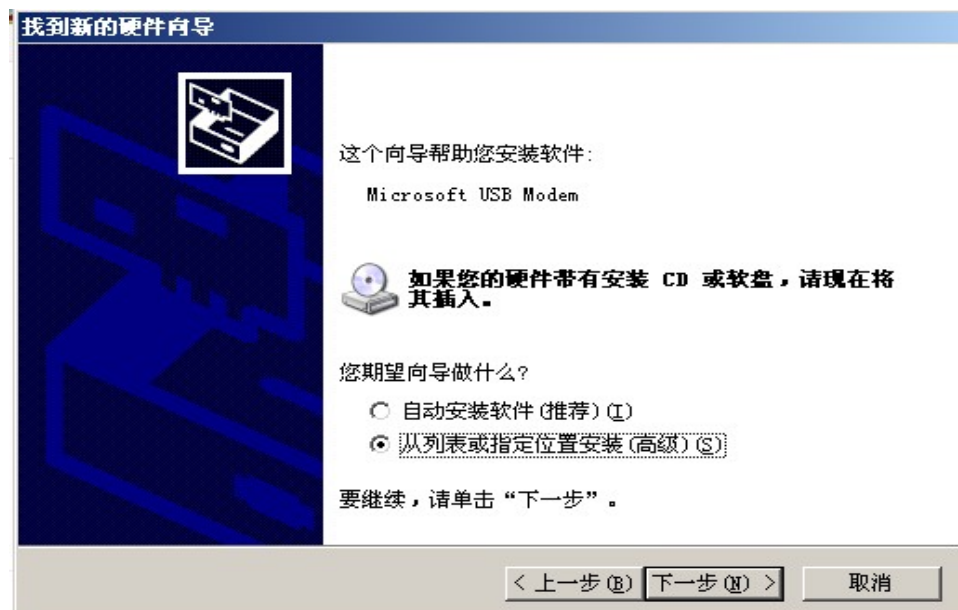 找到新的硬件向导
这个向导帮助您安装软件:
Microsoft USB Modem
如果您的硬件带有安装 CD 或软盘，请现在将
其插入。
您期望向导做什么?
自动安装软件(推荐)(I)
从列表或指定位置安装(高级)(S)
要继续，请单击“下一步”。
< 上一步(B) 下一步(N) > 取消